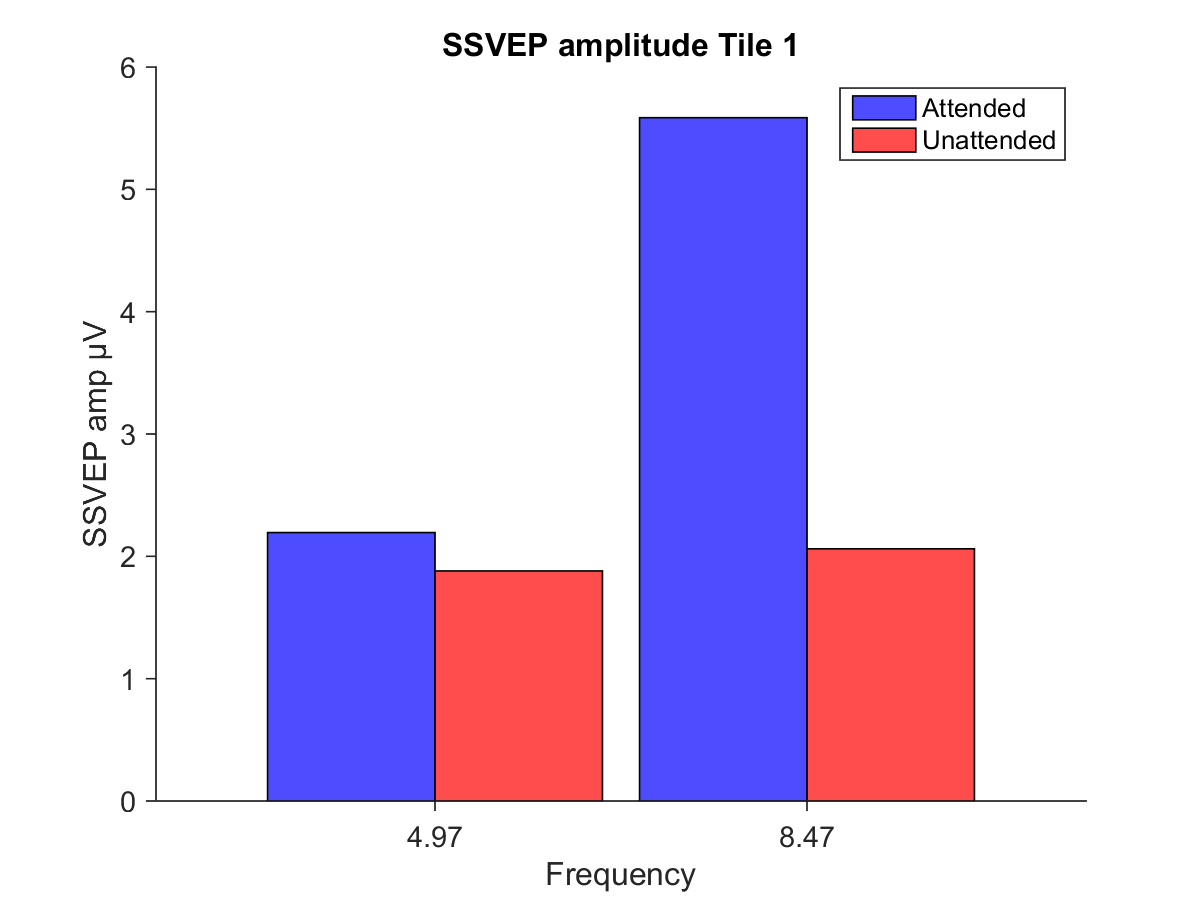 SSVEP amplitude Tile 1
6
5
4
3
2
1
0
SSVEP amp µV
Attended
Unattended
4.97
8.47
Frequency